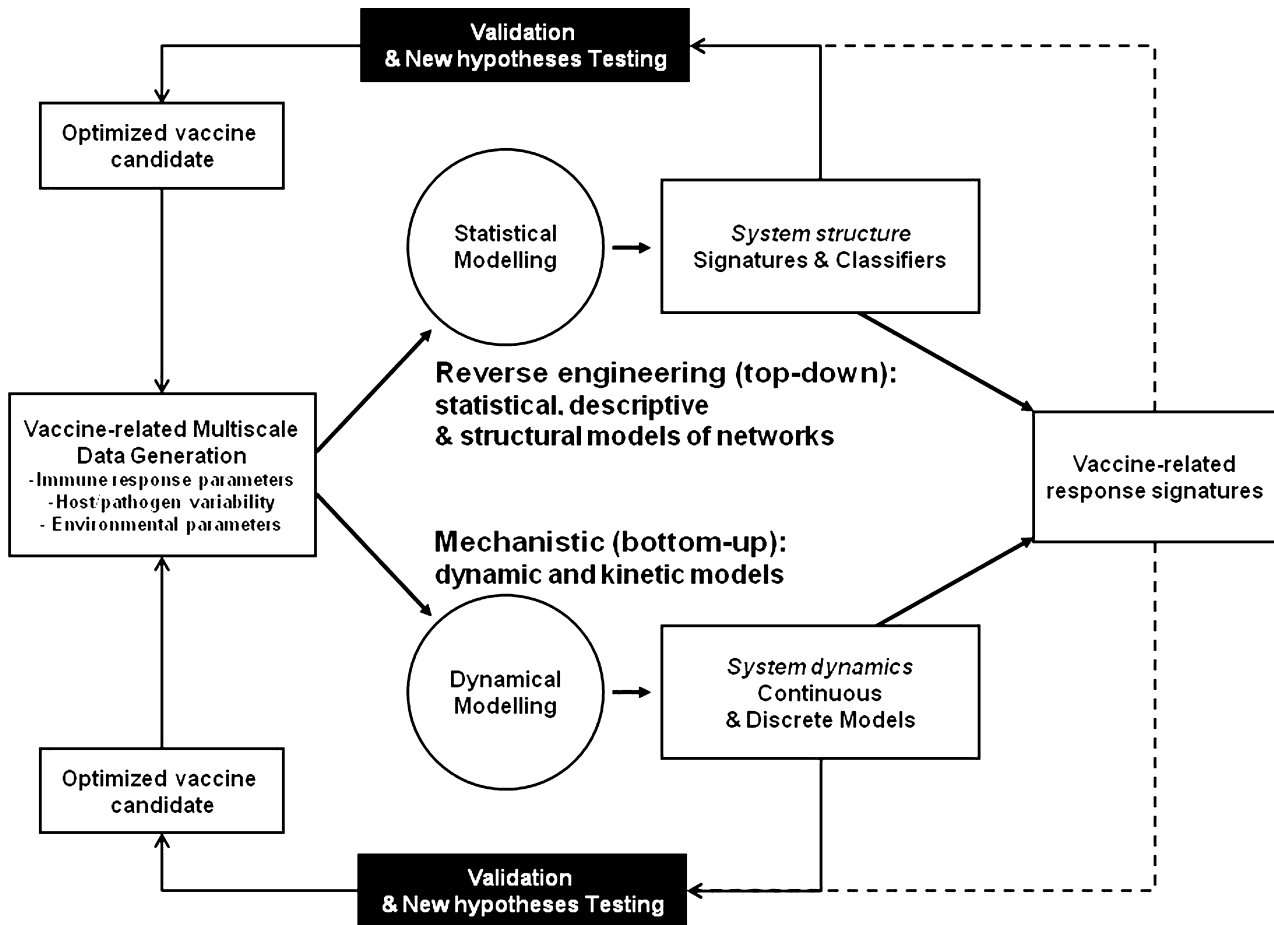 Validation
& New hypotheses Testing
Optimized vaccine
candidate
Statistical
Modelling
System structure
Signatures & Classifiers
Reverse engineering (top-down):
statistical, descriptive
& structural models of networks
Vaccine-related Multiscale
Data Generation
-Immune response parameters
-Host/pathogen variability
- Environmental parameters
Vaccine-related
response signatures
Mechanistic (bottom-up):
dynamic and kinetic models
Dynamical
Modelling
System dynamics
Continuous
& Discrete Models
Optimized vaccine
candidate
Validation
& New hypotheses Testing